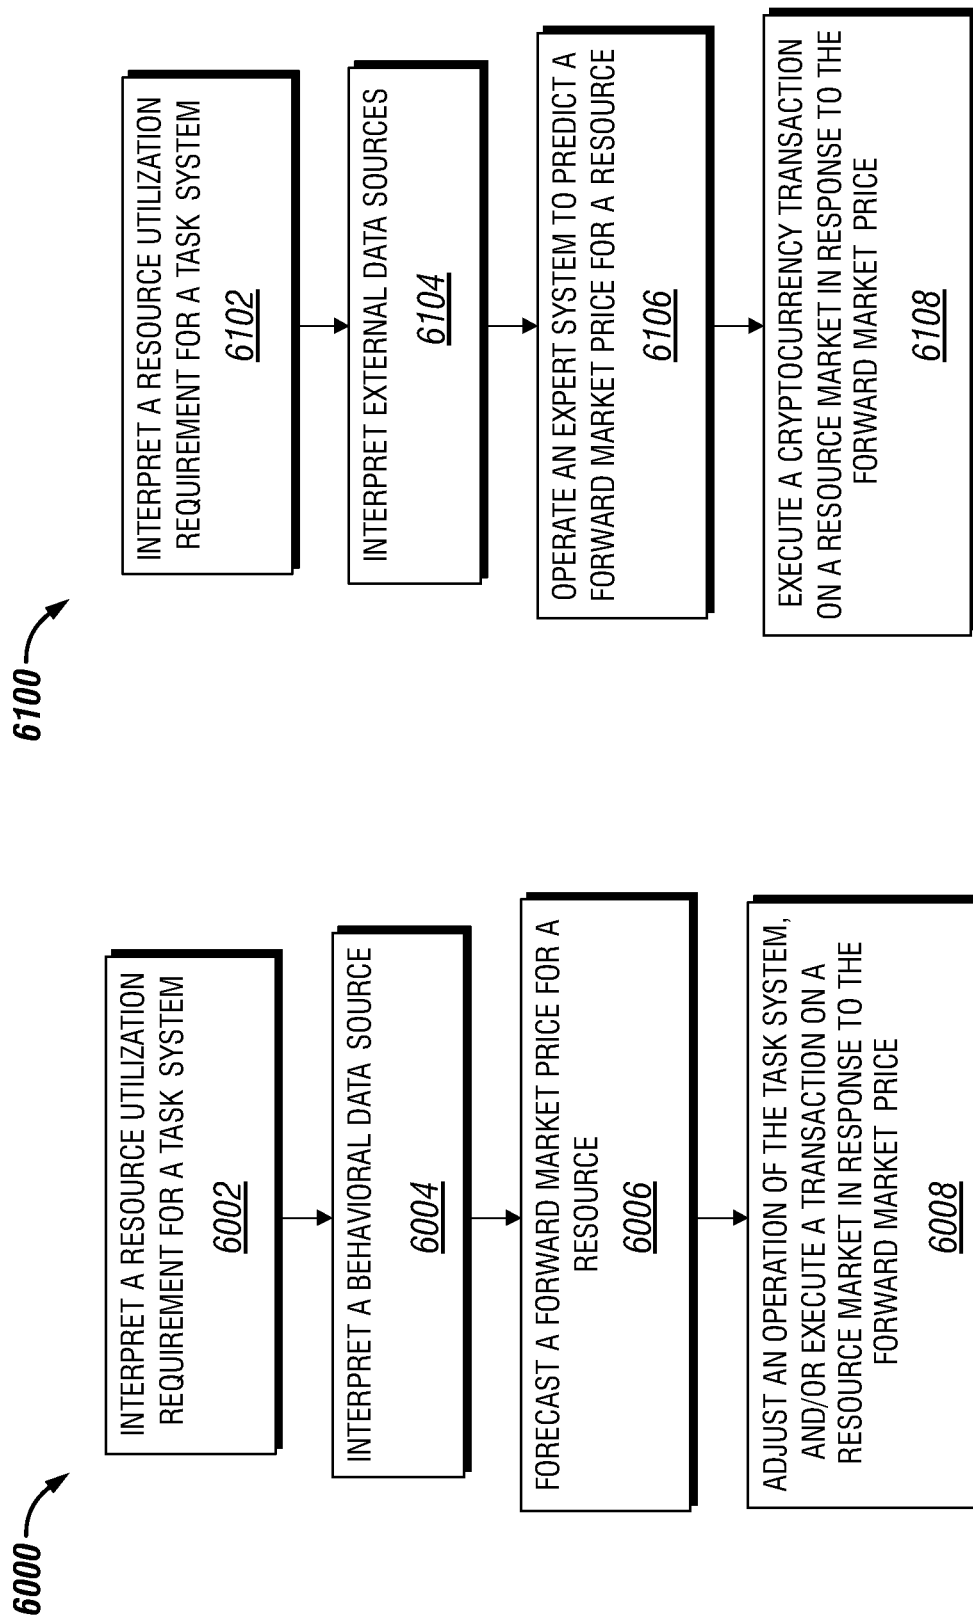 6000
INTERPRET A RESOURCE UTILIZATION
REQUIREMENT FOR A TASK SYSTEM
6002
INTERPRET A BEHAVIORAL DATA SOURCE
6004
FORECAST A FORWARD MARKET PRICE FOR A
RESOURCE
6006
ADJUST AN OPERATION OF THE TASK SYSTEM,
AND/OR EXECUTE A TRANSACTION ON A
RESOURCE MARKET IN RESPONSE TO THE
FORWARD MARKET PRICE
6008
6100
INTERPRET A RESOURCE UTILIZATION
REQUIREMENT FOR A TASK SYSTEM
6102
INTERPRET EXTERNAL DATA SOURCES
6104
OPERATE AN EXPERT SYSTEM TO PREDICT A
FORWARD MARKET PRICE FOR A RESOURCE
6106
EXECUTE A CRYPTOCURRENCY TRANSACTION
ON A RESOURCE MARKET IN RESPONSE TO THE
FORWARD MARKET PRICE
6108